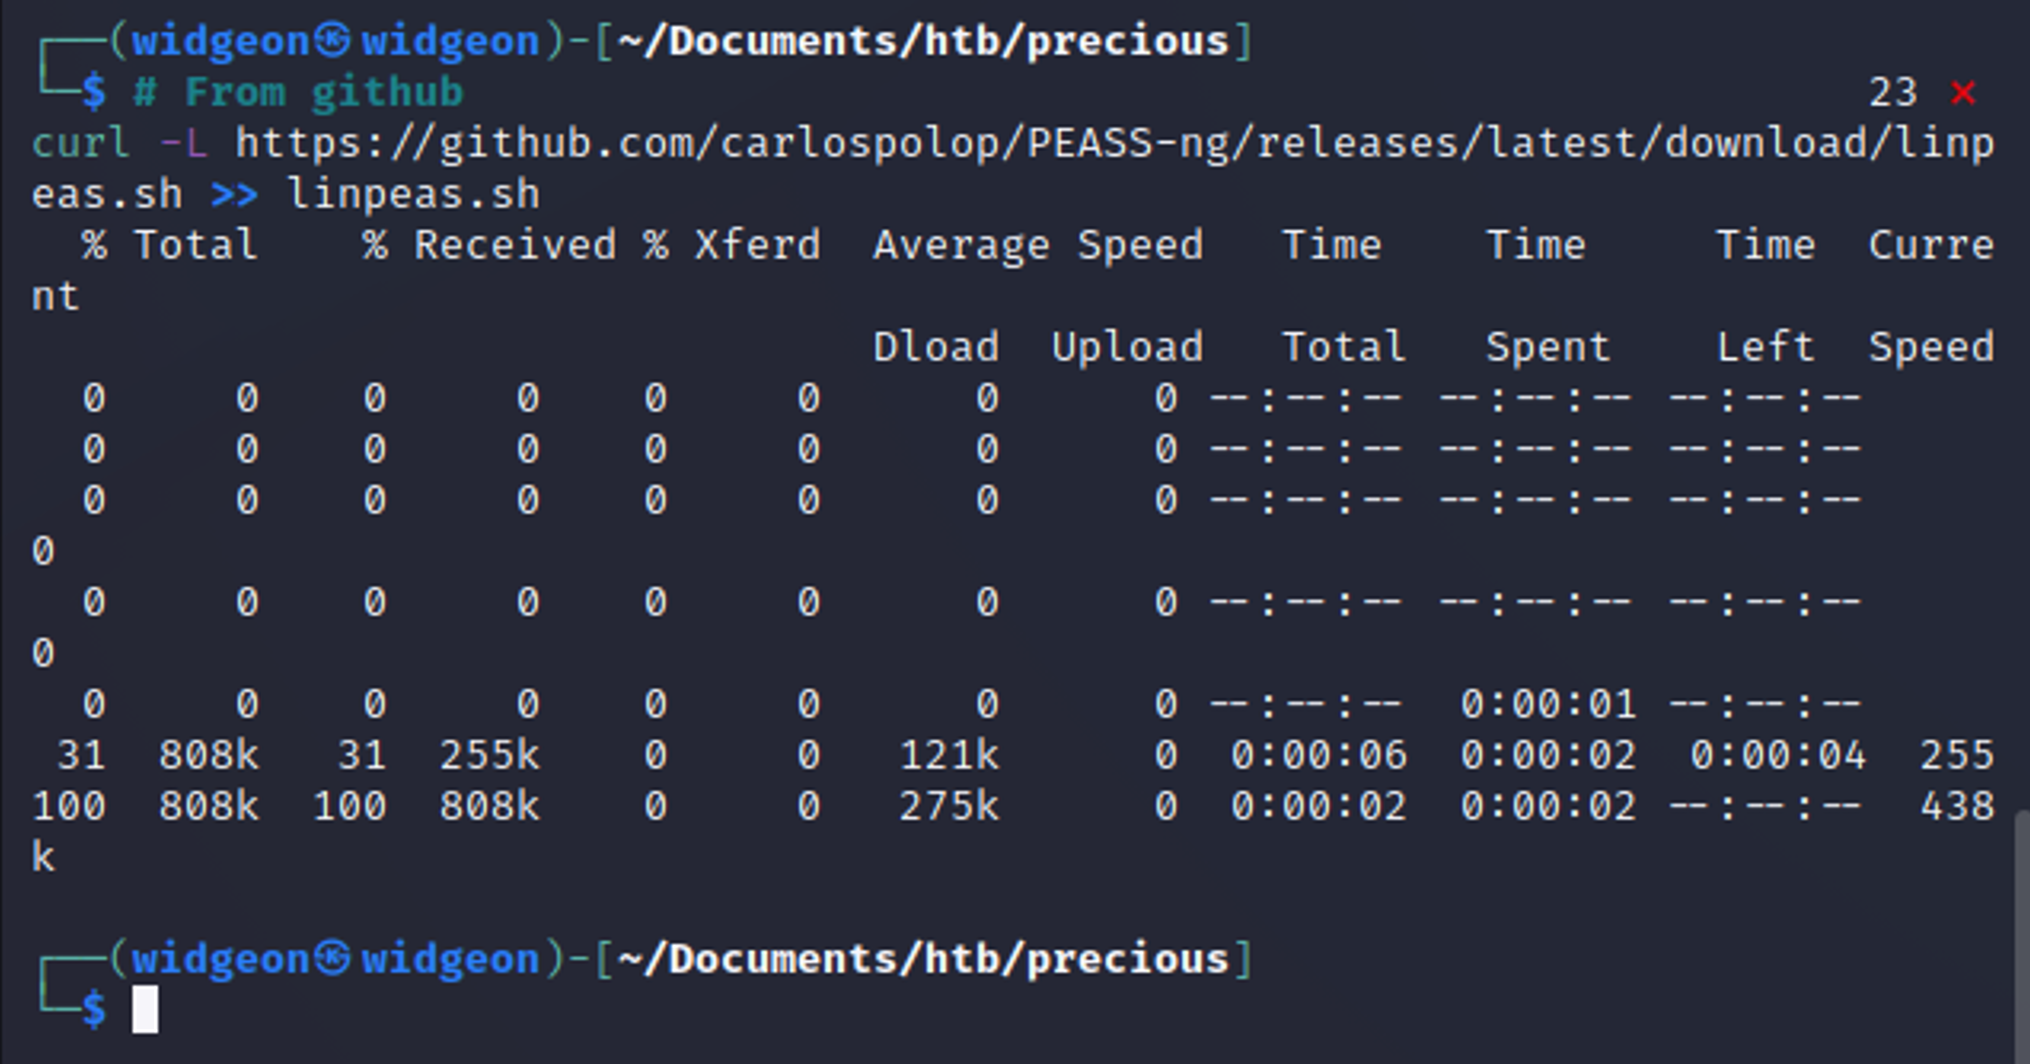 ┌──(widgeon㉿widgeon)-[~/Documents/htb/precious]
└─$ # From github                                                       23 ⨯
curl -L https://github.com/carlospolop/PEASS-ng/releases/latest/download/linp
eas.sh >> linpeas.sh
  % Total    % Received % Xferd  Average Speed   Time    Time     Time  Curre
nt
                                 Dload  Upload   Total   Spent    Left  Speed
  0     0    0     0    0     0      0      0 --:--:-- --:--:-- --:--:--
  0     0    0     0    0     0      0      0 --:--:-- --:--:-- --:--:--
  0     0    0     0    0     0      0      0 --:--:-- --:--:-- --:--:--
0
  0     0    0     0    0     0      0      0 --:--:-- --:--:-- --:--:--
0
  0     0    0     0    0     0      0      0 --:--:--  0:00:01 --:--:--
 31  808k   31  255k    0     0   121k      0  0:00:06  0:00:02  0:00:04  255
100  808k  100  808k    0     0   275k      0  0:00:02  0:00:02 --:--:--  438
k
┌──(widgeon㉿widgeon)-[~/Documents/htb/precious]
└─$